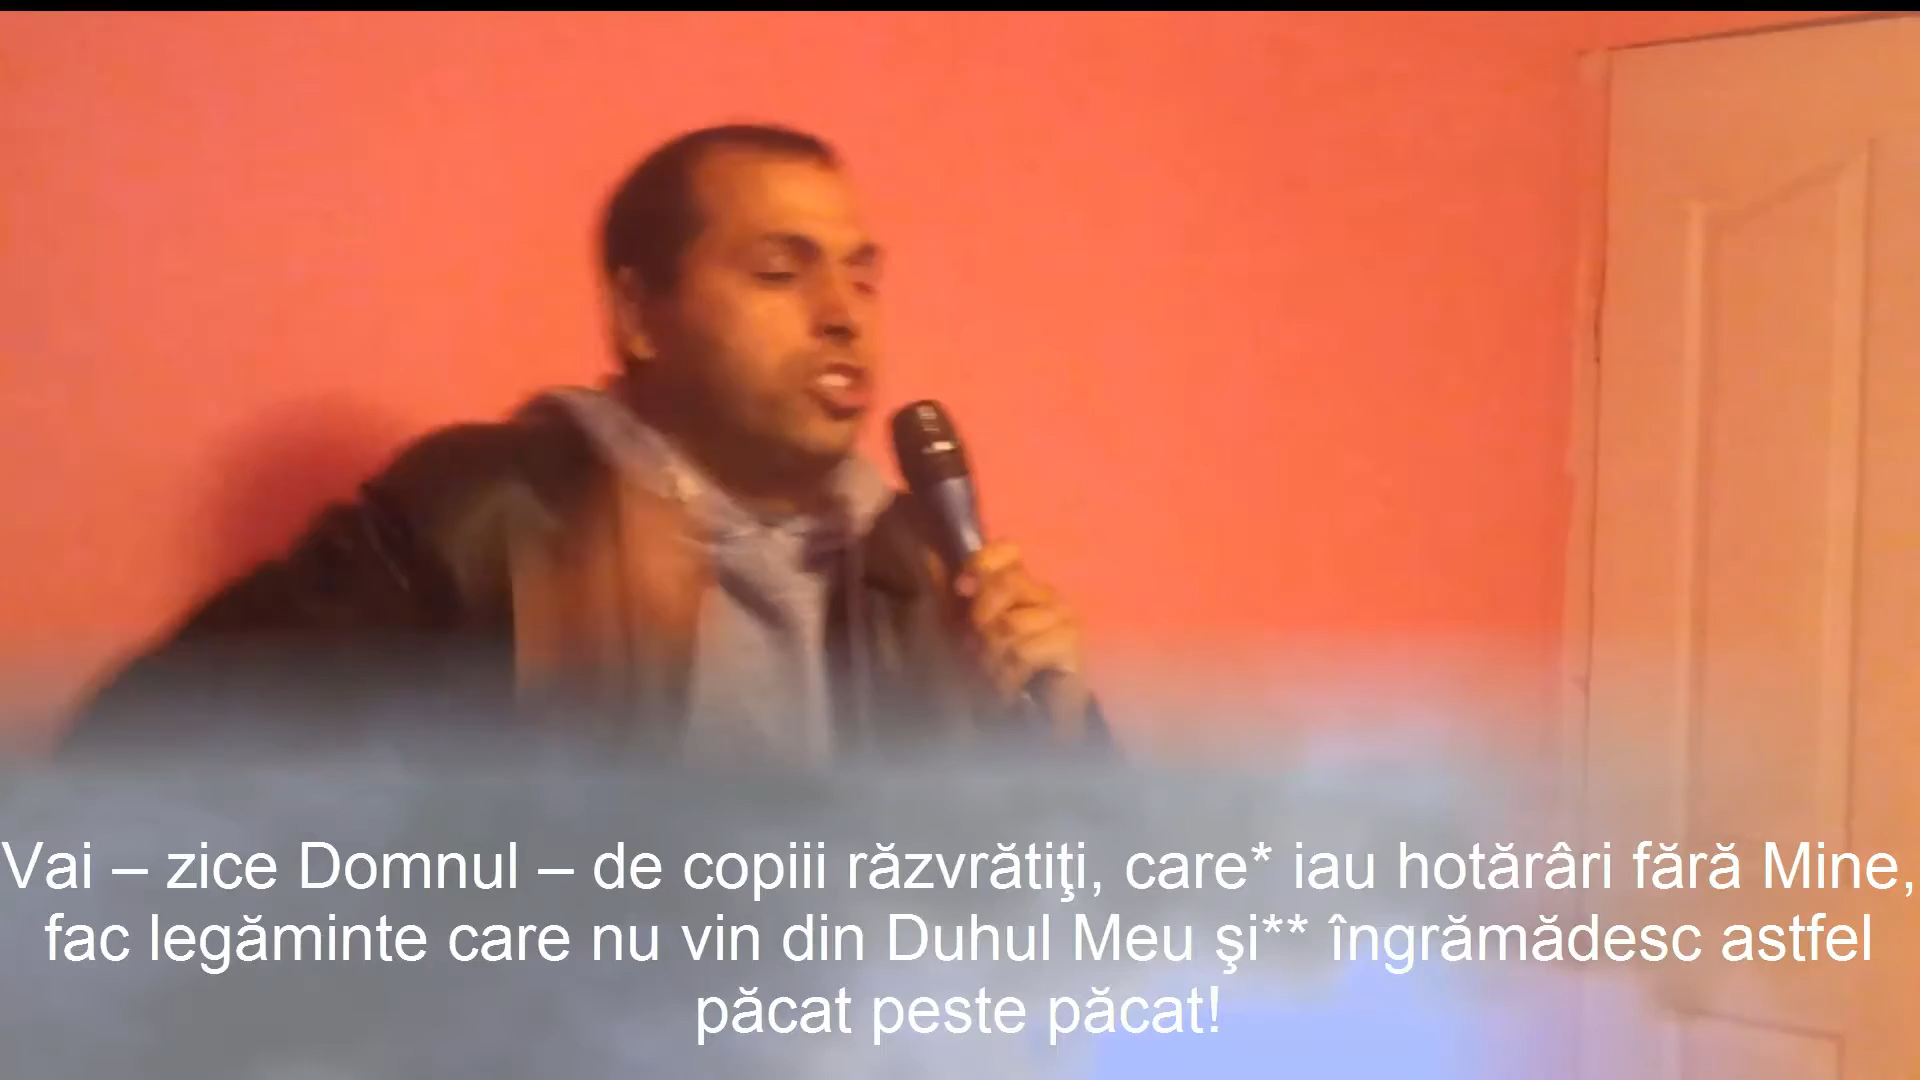 Vai – zice Domnul – de copiii răzvrătiţi, care* iau hotărâri fără Mine,
fac legăminte care nu vin din Duhul Meu şi** îngrămădesc astfel
păcat peste păcat!